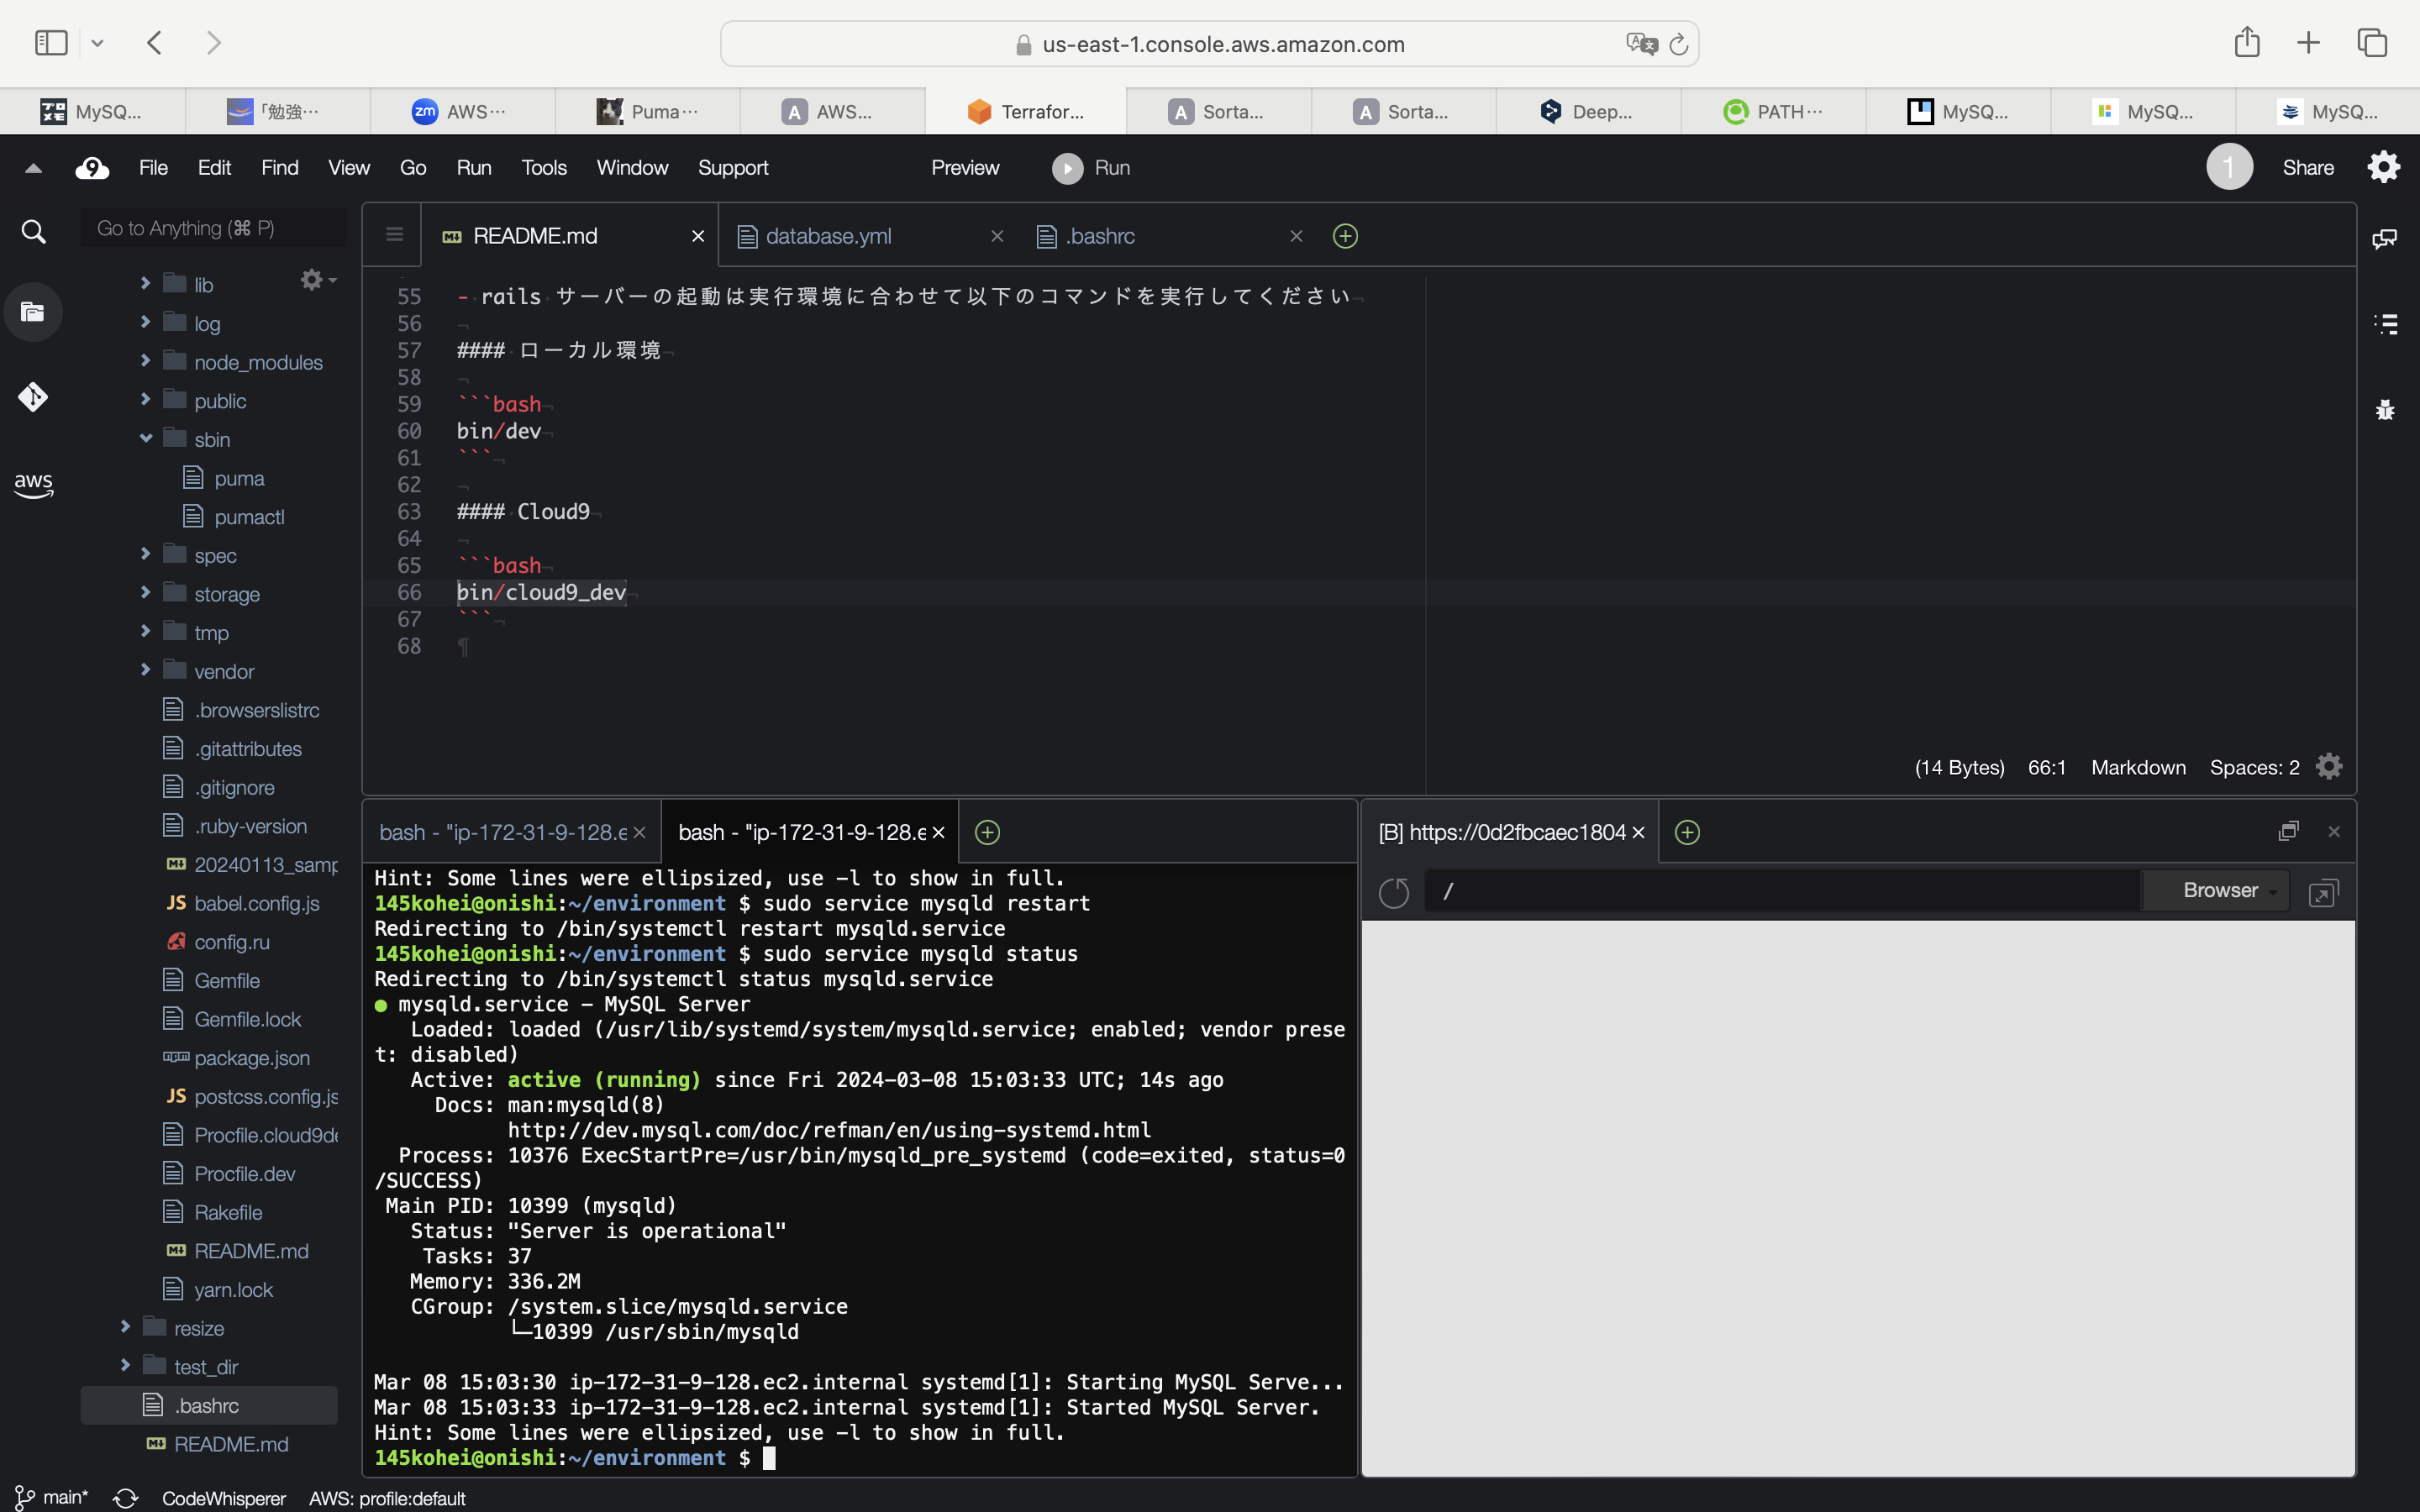 us-east-1.console.aws.amazon.com
MySQ...
「勉強…
zm AWS…
Puma…
A AWS...
Terrafor...
A Sorta...
A Sorta...
Deep...
PATH…
MySQ...
MySQ...
MySQ...
9 File Edit Find View Go Run Tools Window Support Preview Run 1 Share
Go to Anything (⌘ P)
lib
log
node_modules
public
sbin
puma
pumactl
spec
storage
tmp
vendor
.browserslistrc
.gitattributes
.gitignore
.ruby-version
20240113_samp
babel.config.js
config.ru
Gemfile
Gemfile.lock
package.json
postcss.config.js
Procfile.cloud9de
Procfile.dev
Rakefile
README.md
yarn.lock
resize
test_dir
.bashrc
README.md
aws
README.md
database.yml
.bashrc
55 - rails サーバーの起動は実行環境に合わせて以下のコマンドを実行してください
56
57 #### ローカル環境
58
59 ```bash
60 bin/dev
61 ```
62
63 #### Cloud9
64
65 ```bash
66 bin/cloud9_dev
67 ```
68
(14 Bytes) 66:1 Markdown Spaces: 2
bash - "ip-172-31-9-128.e
bash - "ip-172-31-9-128.e
Hint: Some lines were ellipsized, use -l to show in full.
145kohei@onishi:~/environment $ sudo service mysqld restart
Redirecting to /bin/systemctl restart mysqld.service
145kohei@onishi:~/environment $ sudo service mysqld status
Redirecting to /bin/systemctl status mysqld.service
● mysqld.service - MySQL Server
Loaded: loaded (/usr/lib/systemd/system/mysqld.service; enabled; vendor prese
t: disabled)
Active: active (running) since Fri 2024-03-08 15:03:33 UTC; 14s ago
Docs: man:mysqld(8)
http://dev.mysql.com/doc/refman/en/using-systemd.html
Process: 10376 ExecStartPre=/usr/bin/mysqld_pre_systemd (code=exited, status=0
/SUCCESS)
Main PID: 10399 (mysqld)
Status: "Server is operational"
Tasks: 37
Memory: 336.2M
CGroup: /system.slice/mysqld.service
└─10399 /usr/sbin/mysqld
Mar 08 15:03:30 ip-172-31-9-128.ec2.internal systemd[1]: Starting MySQL Serve...
Mar 08 15:03:33 ip-172-31-9-128.ec2.internal systemd[1]: Started MySQL Server.
Hint: Some lines were ellipsized, use -l to show in full.
145kohei@onishi:~/environment $
[B] https://0d2fbcaec1804
/
Browser
main* CodeWhisperer AWS: profile:default